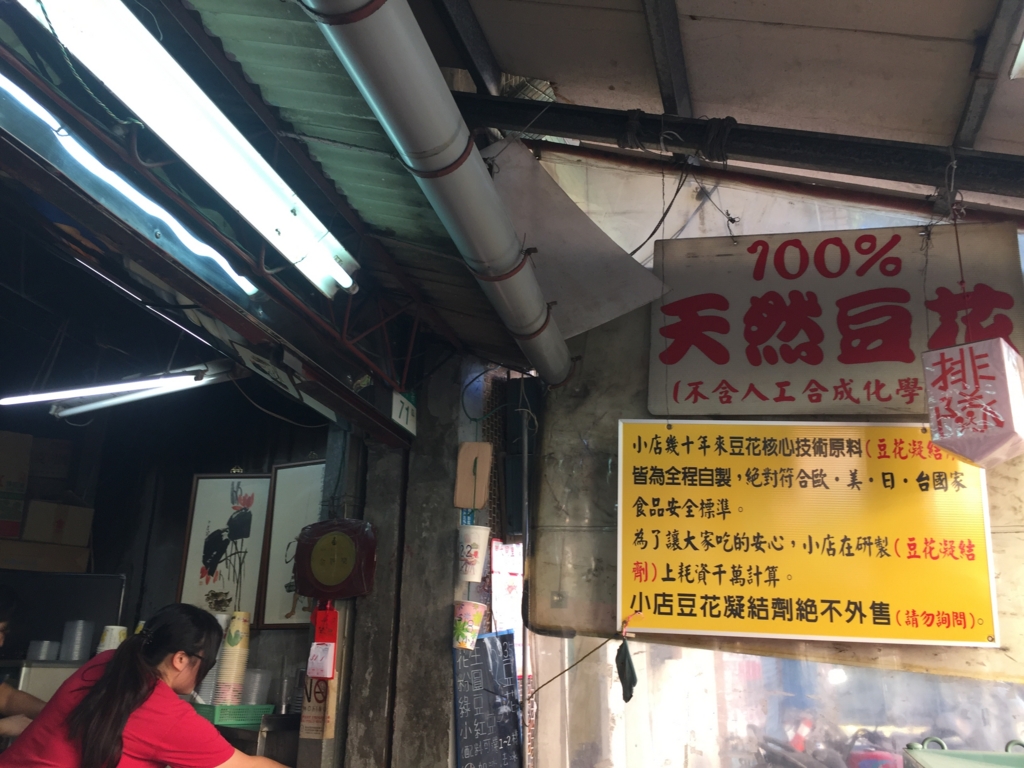 100%
天然豆花
(不含人工合成化學
排
隊
小店幾十年來豆花核心技術原料(豆花凝結
皆為全程自製，絕對符合歐·美·日·台國家
食品安全標準。
為了讓大家吃的安心，小店在研製(豆花凝結
劑)上耗資千萬計算。
小店豆花凝結劑絕不外售(請勿詢問)。
71